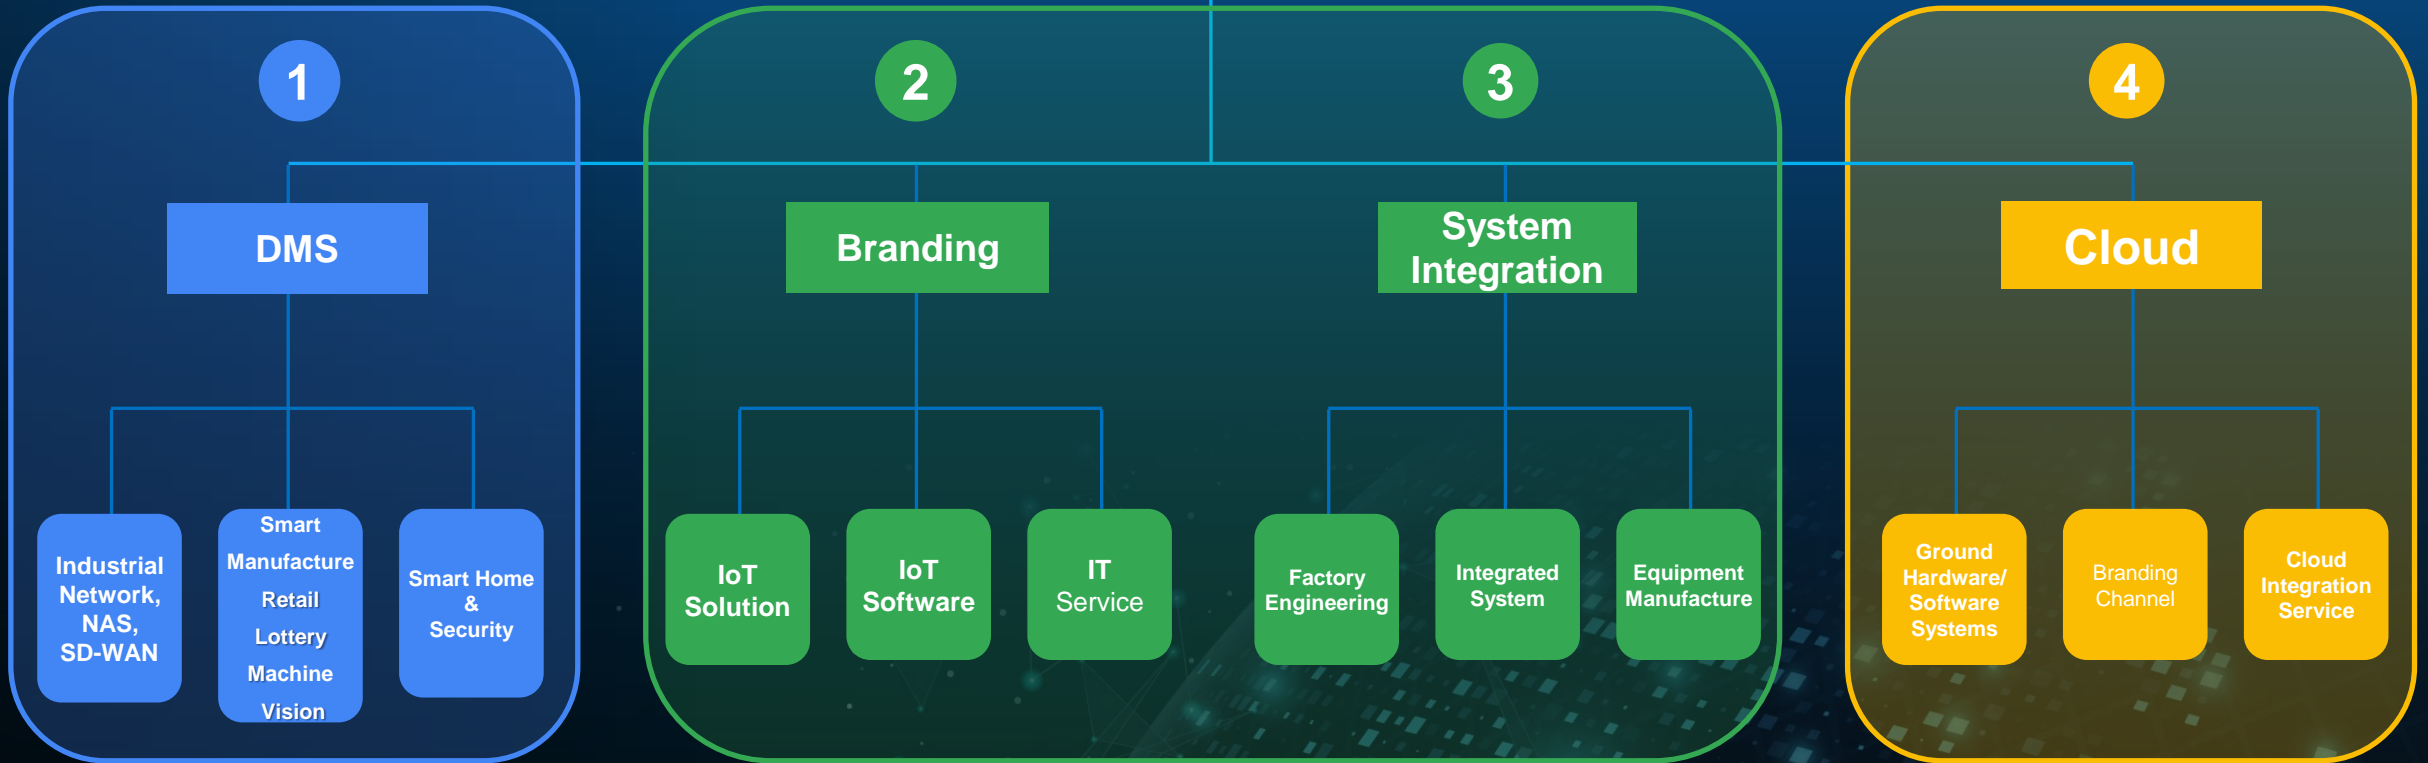 1
2
3
4
DMS
Branding
System
Integration
Cloud
Industrial
Network,
NAS,
SD-WAN
Smart
Manufacture
Retail
Lottery
Machine
Vision
Smart Home
&
Security
IoT
Solution
IoT
Software
IT
Service
Factory
Engineering
Integrated
System
Equipment
Manufacture
Ground
Hardware/
Software
Systems
Branding
Channel
Cloud
Integration
Service